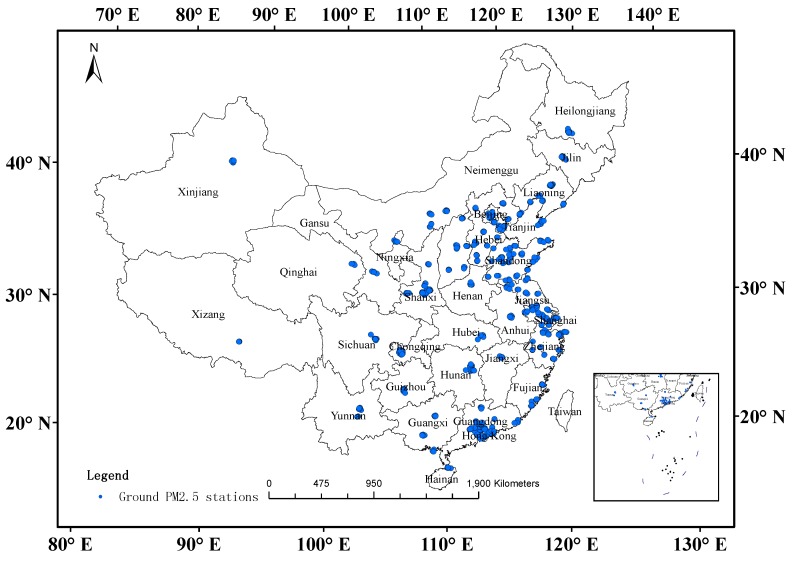 70° E 80° E 90° E 100° E 110° E 120° E 130° E 140° E
N
Heilongjiang
Jilin
40° N 40° N
Neimenggu
Xinjiang
Liaoning
Beijing
Gansu
Tianjin
Hebei
Ningxia
Shandong
Qinghai
30° N 30° N
Shanxi
Henan
Jiangsu
Xizang
Shanghai
Hubei
Anhui
Sichuan
Chongqing
Zhejiang
Jiangxi
Hunan
Guizhou
Fujian
Yunnan
Taiwan
20° N 20° N
Guangxi
Guangdong
Hong Kong
Legend
Hainan
0 475 950 1,900 Kilometers
Ground PM2.5 stations
80° E 90° E 100° E 110° E 120° E 130° E